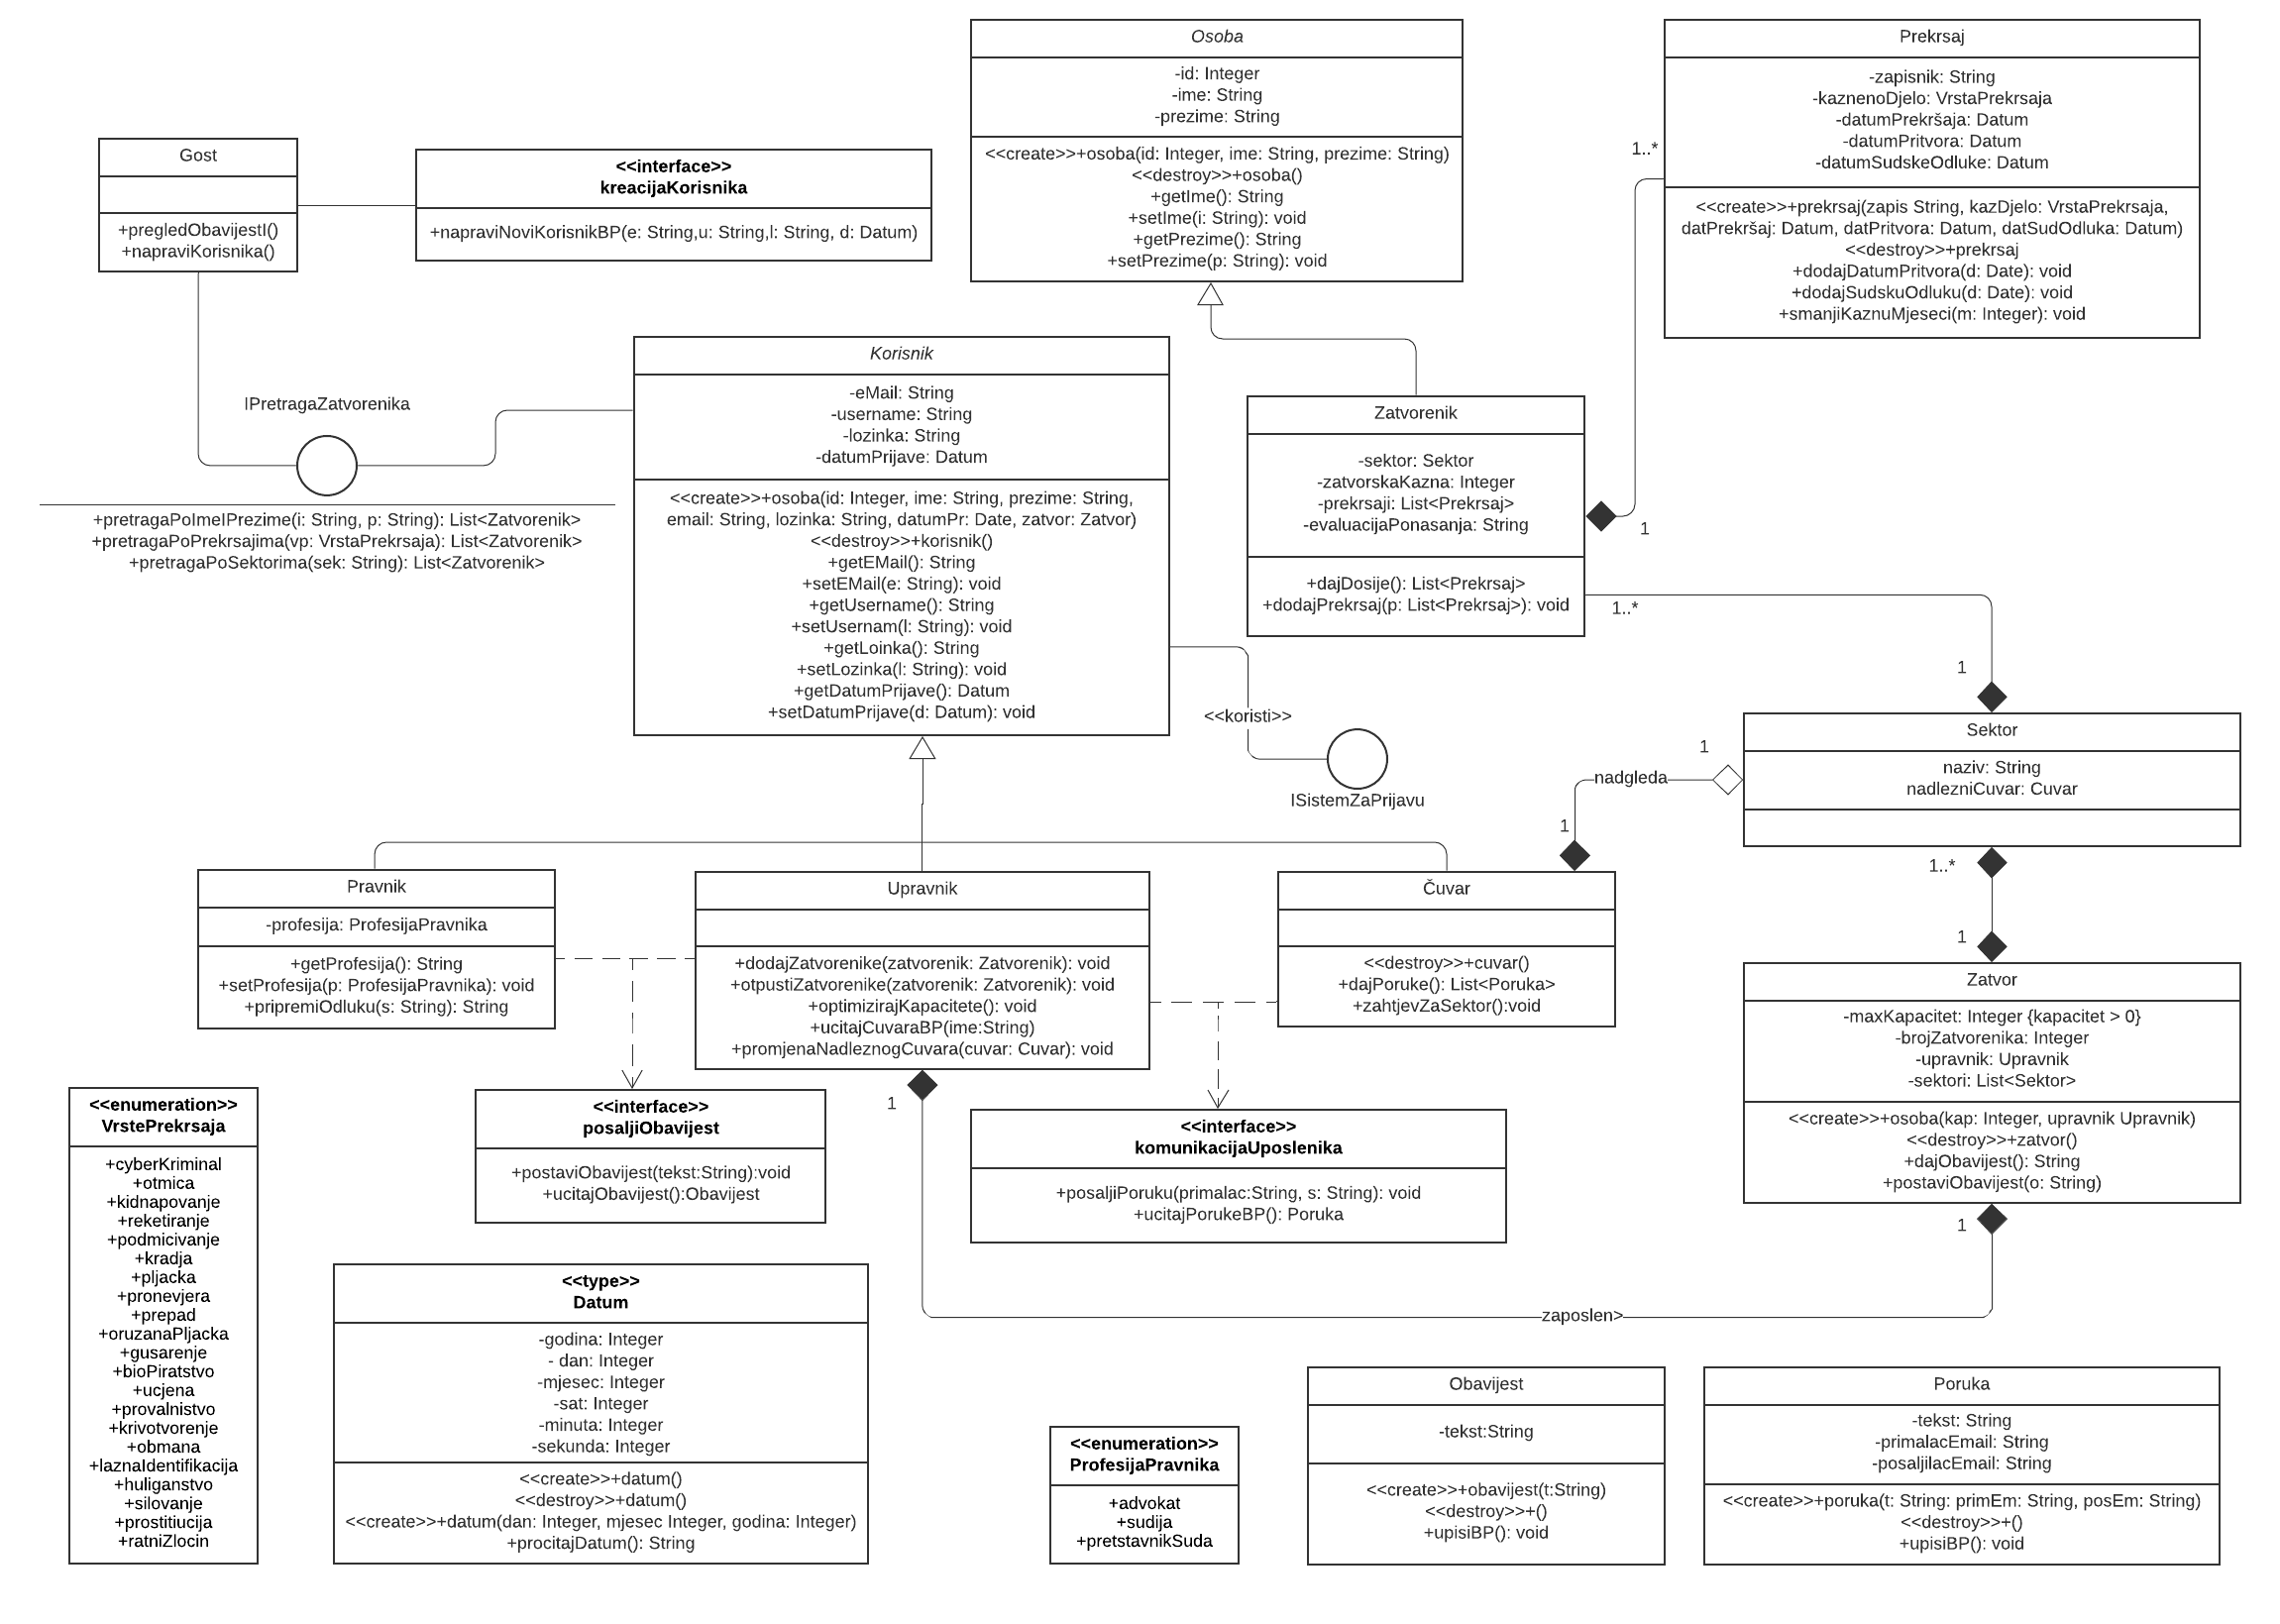 Osoba
-id: Integer
-ime: String
-prezime: String
<<create>>+osoba(id: Integer, ime: String, prezime: String)
<<destroy>>+osoba()
+getIme(): String
+setIme(i: String): void
+getPrezime(): String
+setPrezime(p: String): void
Prekrsaj
-zapisnik: String
-kaznenoDjelo: VrstaPrekrsaja
-datumPrekršaja: Datum
-datumPritvora: Datum
-datumSudskeOdluke: Datum
<<create>>+prekrsaj(zapis String, kazDjelo: VrstaPrekrsaja,
datPrekršaj: Datum, datPritvora: Datum, datSudOdluka: Datum)
<<destroy>>+prekrsaj
+dodajDatumPritvora(d: Date): void
+dodajSudskuOdluku(d: Date): void
+smanjiKaznuMjeseci(m: Integer): void
1..*
1
Gost
+pregledObavijestI()
+napraviKorisnika()
<<interface>>
kreacijaKorisnika
+napraviNoviKorisnikBP(e: String,u: String,l: String, d: Datum)
IPretragaZatvorenika
+pretragaPoImeIPrezime(i: String, p: String): List<Zatvorenik>
+pretragaPoPrekrsajima(vp: VrstaPrekrsaja): List<Zatvorenik>
+pretragaPoSektorima(sek: String): List<Zatvorenik>
Korisnik
-eMail: String
-username: String
-lozinka: String
-datumPrijave: Datum
<<create>>+osoba(id: Integer, ime: String, prezime: String,
email: String, lozinka: String, datumPr: Date, zatvor: Zatvor)
<<destroy>>+korisnik()
+getEMail(): String
+setEMail(e: String): void
+getUsername(): String
+setUsernam(l: String): void
+getLoinka(): String
+setLozinka(l: String): void
+getDatumPrijave(): Datum
+setDatumPrijave(d: Datum): void
Zatvorenik
-sektor: Sektor
-zatvorskaKazna: Integer
-prekrsaji: List<Prekrsaj>
-evaluacijaPonasanja: String
+dajDosije(): List<Prekrsaj>
+dodajPrekrsaj(p: List<Prekrsaj>): void
1..*
1
<<koristi>>
ISistemZaPrijavu
Sektor
naziv: String
nadlezniCuvar: Cuvar
1
nadgleda
1
1..*
1
Pravnik
-profesija: ProfesijaPravnika
+getProfesija(): String
+setProfesija(p: ProfesijaPravnika): void
+pripremiOdluku(s: String): String
Upravnik
+dodajZatvorenike(zatvorenik: Zatvorenik): void
+otpustiZatvorenike(zatvorenik: Zatvorenik): void
+optimizirajKapacitete(): void
+ucitajCuvaraBP(ime:String)
+promjenaNadleznogCuvara(cuvar: Cuvar): void
Čuvar
<<destroy>>+cuvar()
+dajPoruke(): List<Poruka>
+zahtjevZaSektor():void
Zatvor
-maxKapacitet: Integer {kapacitet > 0}
-brojZatvorenika: Integer
-upravnik: Upravnik
-sektori: List<Sektor>
<<create>>+osoba(kap: Integer, upravnik Upravnik)
<<destroy>>+zatvor()
+dajObavijest(): String
+postaviObavijest(o: String)
1
1
zaposlen>
<<enumeration>>
VrstePrekrsaja
+cyberKriminal
+otmica
+kidnapovanje
+reketiranje
+podmicivanje
+kradja
+pljacka
+pronevjera
+prepad
+oruzanaPljacka
+gusarenje
+bioPiratstvo
+ucjena
+provalnistvo
+krivotvorenje
+obmana
+laznaIdentifikacija
+huliganstvo
+silovanje
+prostitiucija
+ratniZlocin
<<interface>>
posaljiObavijest
+postaviObavijest(tekst:String):void
+ucitajObavijest():Obavijest
<<interface>>
komunikacijaUposlenika
+posaljiPoruku(primalac:String, s: String): void
+ucitajPorukeBP(): Poruka
<<type>>
Datum
-godina: Integer
- dan: Integer
-mjesec: Integer
-sat: Integer
-minuta: Integer
-sekunda: Integer
<<create>>+datum()
<<destroy>>+datum()
<<create>>+datum(dan: Integer, mjesec Integer, godina: Integer)
+procitajDatum(): String
<<enumeration>>
ProfesijaPravnika
+advokat
+sudija
+pretstavnikSuda
Obavijest
-tekst:String
<<create>>+obavijest(t:String)
<<destroy>>+()
+upisiBP(): void
Poruka
-tekst: String
-primalacEmail: String
-posaljilacEmail: String
<<create>>+poruka(t: String: primEm: String, posEm: String)
<<destroy>>+()
+upisiBP(): void